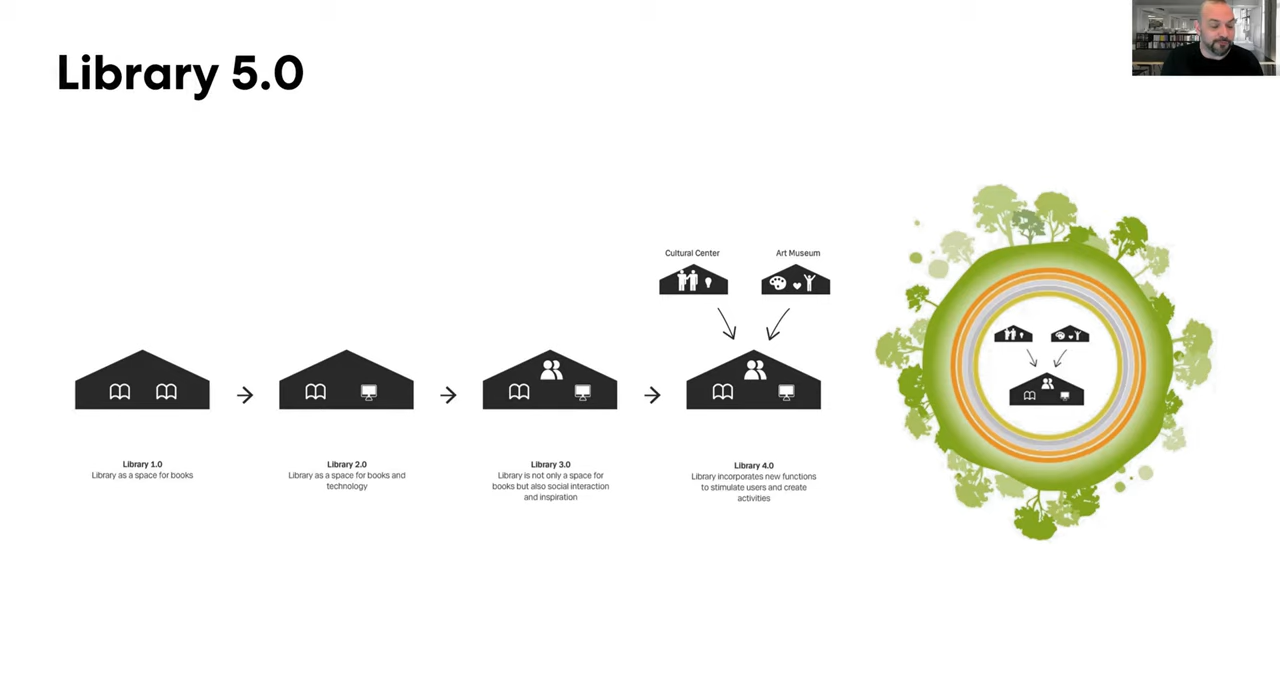 Library 5.0
Cultural Center
Art Museum
Library 1.0
Library as a space for books
Library 2.0
Library as a space for books and
technology
Library 3.0
Library is not only a space for
books but also social interaction
and inspiration
Library 4.0
Library incorporates new functions
to stimulate users and create
activities